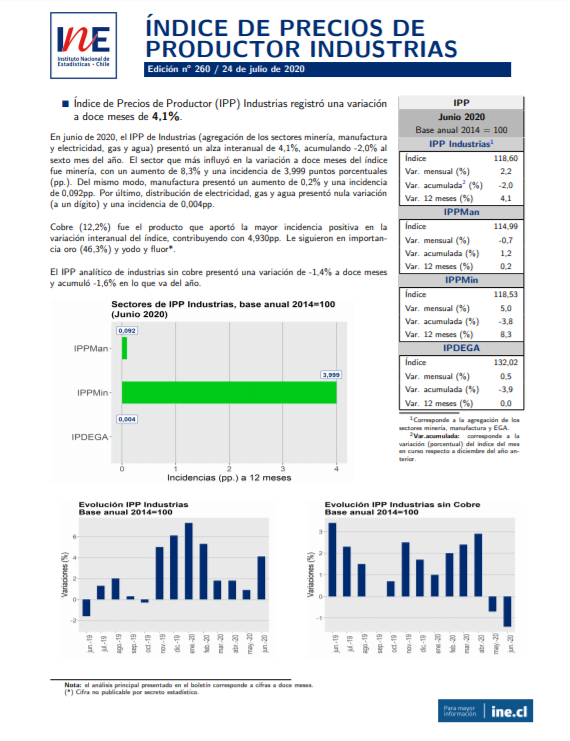 INE
Instituto Nacional de
Estadísticas - Chile
ÍNDICE DE PRECIOS DE
PRODUCTOR INDUSTRIAS
Edición n° 260 / 24 de julio de 2020
Índice de Precios de Productor (IPP) Industrias registró una variación
a doce meses de 4,1%.
En junio de 2020, el IPP de Industrias (agregación de los sectores minería, manufactura
y electricidad, gas y agua) presentó un alza interanual de 4,1%, acumulando -2,0% al
sexto mes del año. El sector que más influyó en la variación a doce meses del índice
fue minería, con un aumento de 8,3% y una incidencia de 3,999 puntos porcentuales
(pp.). Del mismo modo, manufactura presentó un aumento de 0,2% y una incidencia
de 0,092pp. Por último, distribución de electricidad, gas y agua presentó nula variación
(a un dígito) y una incidencia de 0,004pp.
Cobre (12,2%) fue el producto que aportó la mayor incidencia positiva en la
variación interanual del índice, contribuyendo con 4,930pp. Le siguieron en importan-
cia oro (46,3%) y yodo y fluor*.
El IPP analítico de industrias sin cobre presentó una variación de -1,4% a doce meses
y acumuló -1,6% en lo que va del año.
IPP
Junio 2020
Base anual 2014 = 100
IPP Industrias1
Índice 118,60
Var. mensual (%) 2,2
Var. acumulada2 (%) -2,0
Var. 12 meses (%) 4,1
IPPMan
Índice 114,99
Var. mensual (%) -0,7
Var. acumulada (%) 1,2
Var. 12 meses (%) 0,2
IPPMin
Índice 118,53
Var. mensual (%) 5,0
Var. acumulada (%) -3,8
Var. 12 meses (%) 8,3
IPDEGA
Índice 132,02
Var. mensual (%) 0,5
Var. acumulada (%) -3,9
Var. 12 meses (%) 0,0
1Corresponde a la agregación de los
sectores minería, manufactura y EGA.
2Var.acumulada: corresponde a la
variación (porcentual) del índice del mes
en curso respecto a diciembre del año an-
terior.
Sectores de IPP Industrias, base anual 2014=100
(Junio 2020)
0,092
IPPMan
3,999
IPPMin
0,004
IPDEGA
0 1 2 3 4
Incidencias (pp.) a 12 meses
Evolución IPP Industrias
Base anual 2014=100
Variaciones (%)
6
4
2
0
-2
jun.-19 jul.-19 ago.-19 sep.-19 oct.-19 nov.-19 dic.-19 ene.-20 feb.-20 mar.-20 abr.-20 may.-20 jun.-20
Evolución IPP Industrias sin Cobre
Base anual 2014=100
Variaciones (%)
3
2
1
0
-1
jun.-19 jul.-19 ago.-19 sep.-19 oct.-19 nov.-19 dic.-19 ene.-20 feb.-20 mar.-20 abr.-20 may.-20 jun.-20
Nota: el análisis principal presentado en el boletín corresponde a cifras a doce meses.
(*) Cifra no publicable por secreto estadístico.
Para mayor
información
ine.cl